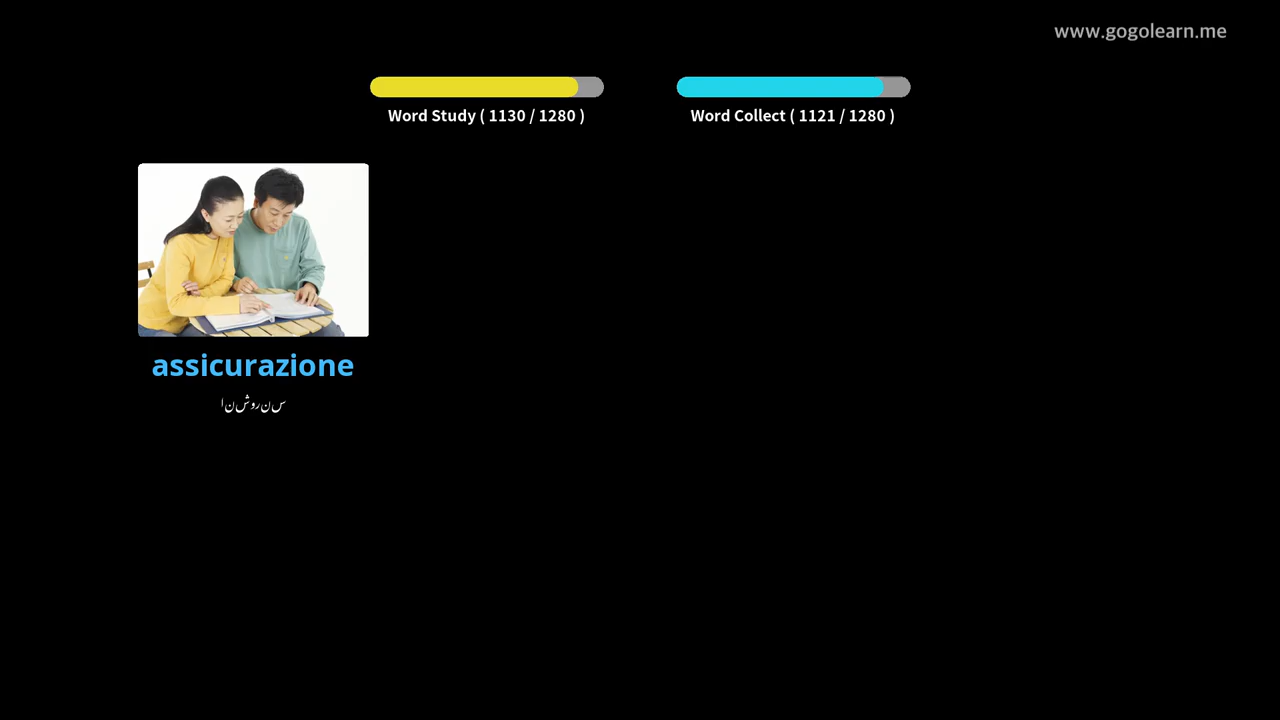 www.gogolearn.me
Word Study ( 1130 / 1280 )
Word Collect ( 1121 / 1280 )
assicurazione
انشورنس